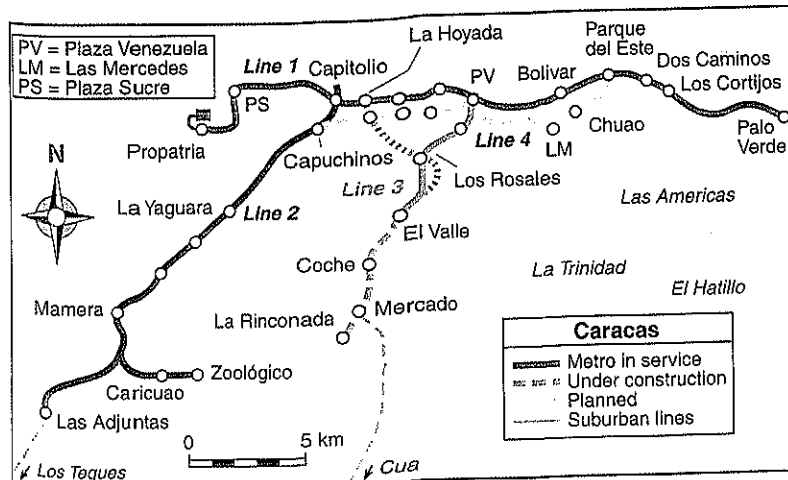 PV = Plaza Venezuela
LM = Las Mercedes
PS = Plaza Sucre
La Hoyada
Parque
del Este
Line 1
Capitolio
PV
Bolivar
Dos Caminos
Los Cortijos
PS
Propatria
Capuchinos
Line 4
Chuao
LM
Palo
Verde
N
Line 3
Los Rosales
La Yaguara
Line 2
Las Americas
El Valle
Coche
La Trinidad
El Hatillo
Mamera
La Rinconada
Mercado
Caracas
Metro in service
Under construction
Planned
Suburban lines
Zoológico
Caricuao
Las Adjuntas
0 5 km
Los Teques
Cua